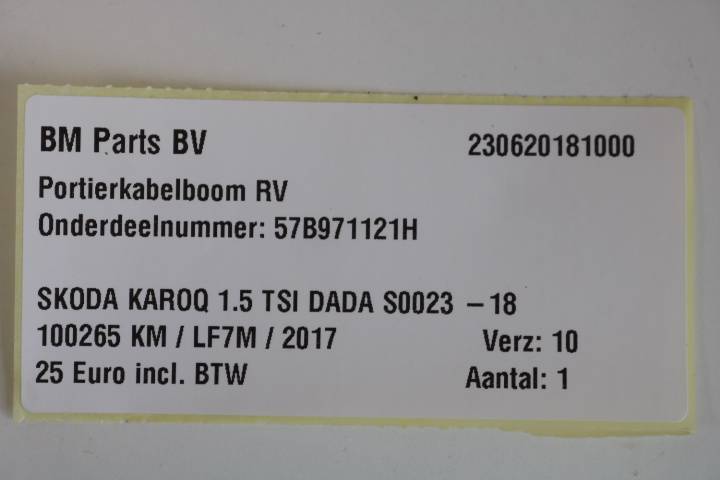 BM Parts BV 230620181000
Portierkabelboom RV
Onderdeelnummer: 57B971121H
SKODA KAROQ 1.5 TSI DADA S0023 – 18
100265 KM / LF7M / 2017 Verz: 10
25 Euro incl. BTW Aantal: 1